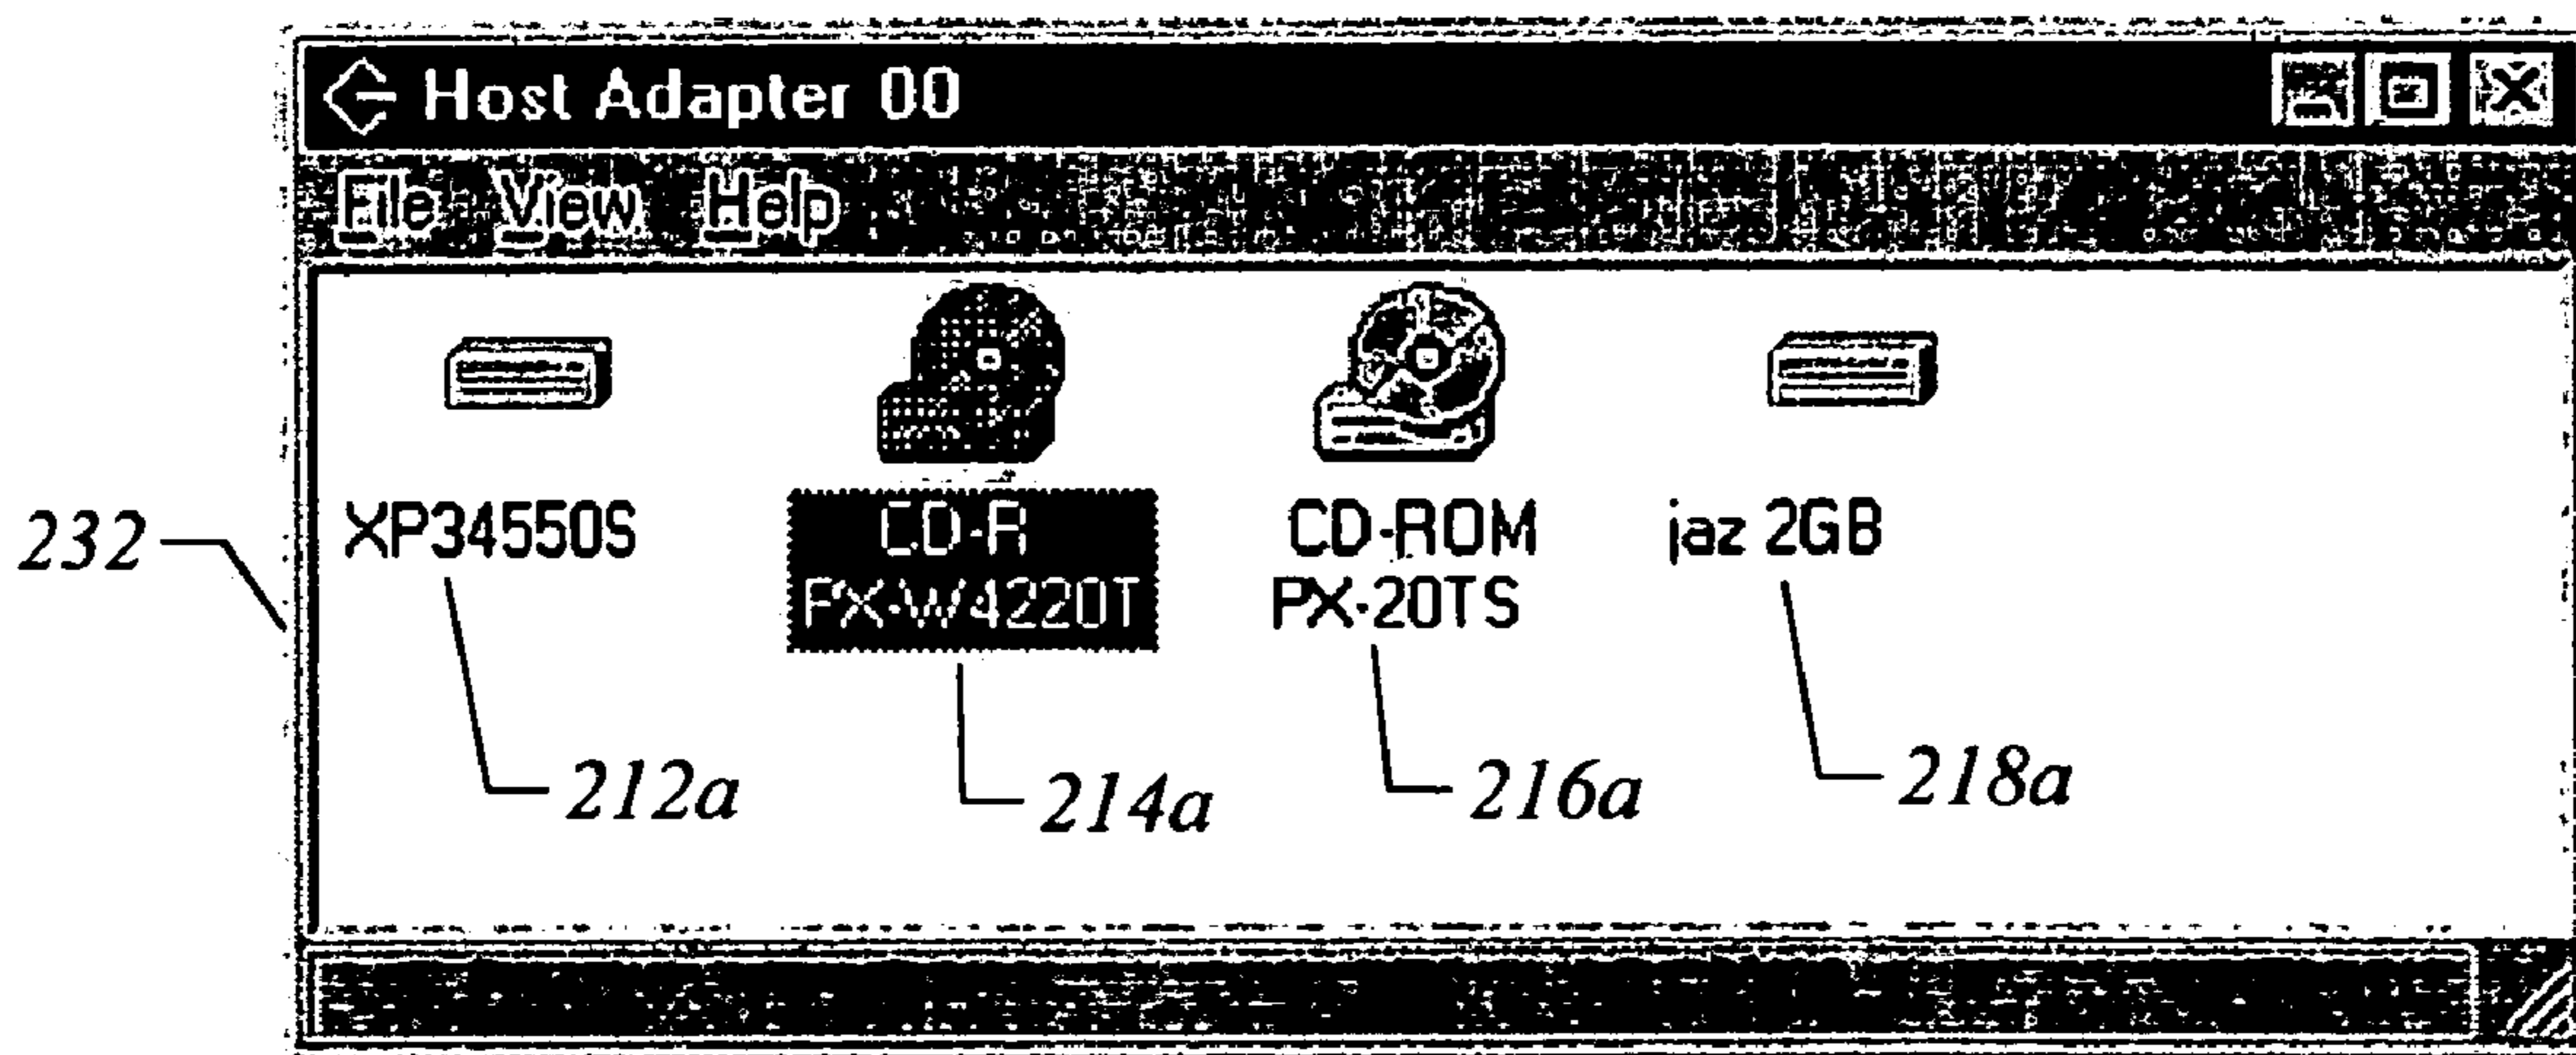 Host Adapter 00
File View Help
XP34550S
CD-R
PX-W4220T
CD-ROM
PX-20TS
jaz 2GB
232
212a
214a
216a
218a